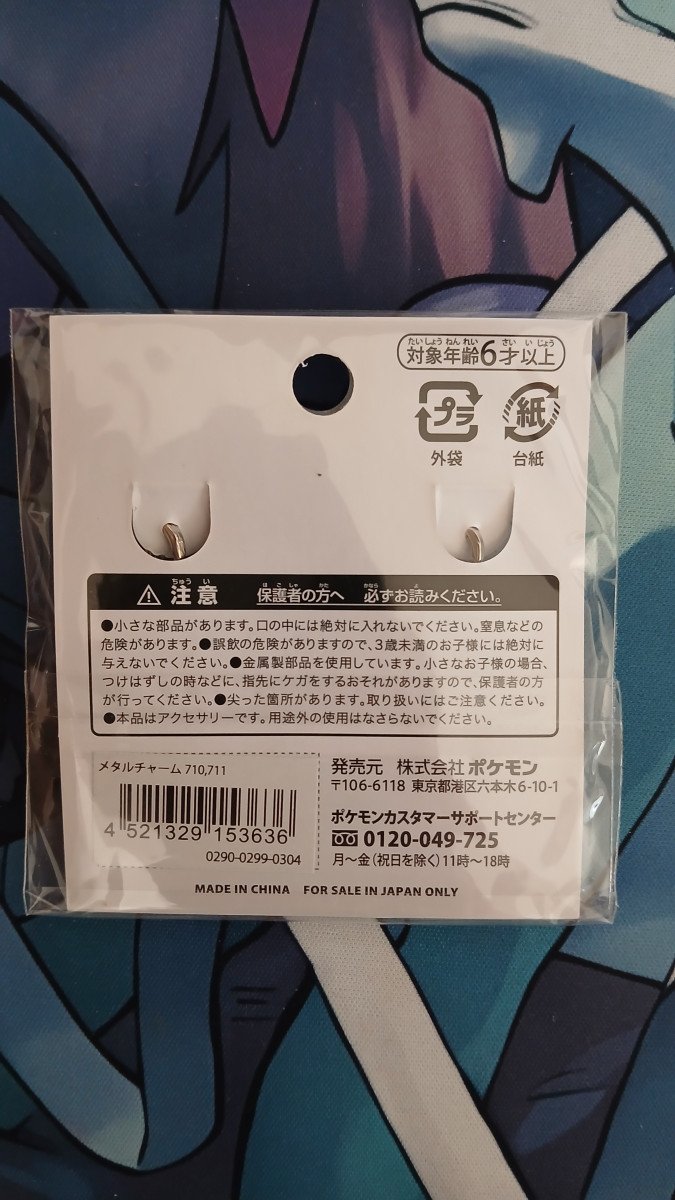 たいしょうねんれい さいいじょう
対象年齢6才以上
プラ 紙
外袋 台紙
ちゅうい ほごしゃ かた かなら よ
注意 保護者の方へ 必ずお読みください。
●小さな部品があります。口の中には絶対に入れないでください。窒息などの
危険があります。●誤飲の危険がありますので、3歳未満のお子様には絶対に
与えないでください。●金属製部品を使用しています。小さなお子様の場合、
つけはずしの時などに、指先にケガをするおそれがありますので、保護者の方
が行ってください。●尖った箇所があります。取り扱いにはご注意ください。
●本品はアクセサリーです。用途外の使用はなさらないでください。
メタルチャーム 710,711
4 521329 153636
0290-0299-0304
発売元 株式会社 ポケモン
〒106-6118 東京都港区六本木6-10-1
ポケモンカスタマーサポートセンター
0120-049-725
月~金(祝日を除く)11時~18時
MADE IN CHINA FOR SALE IN JAPAN ONLY